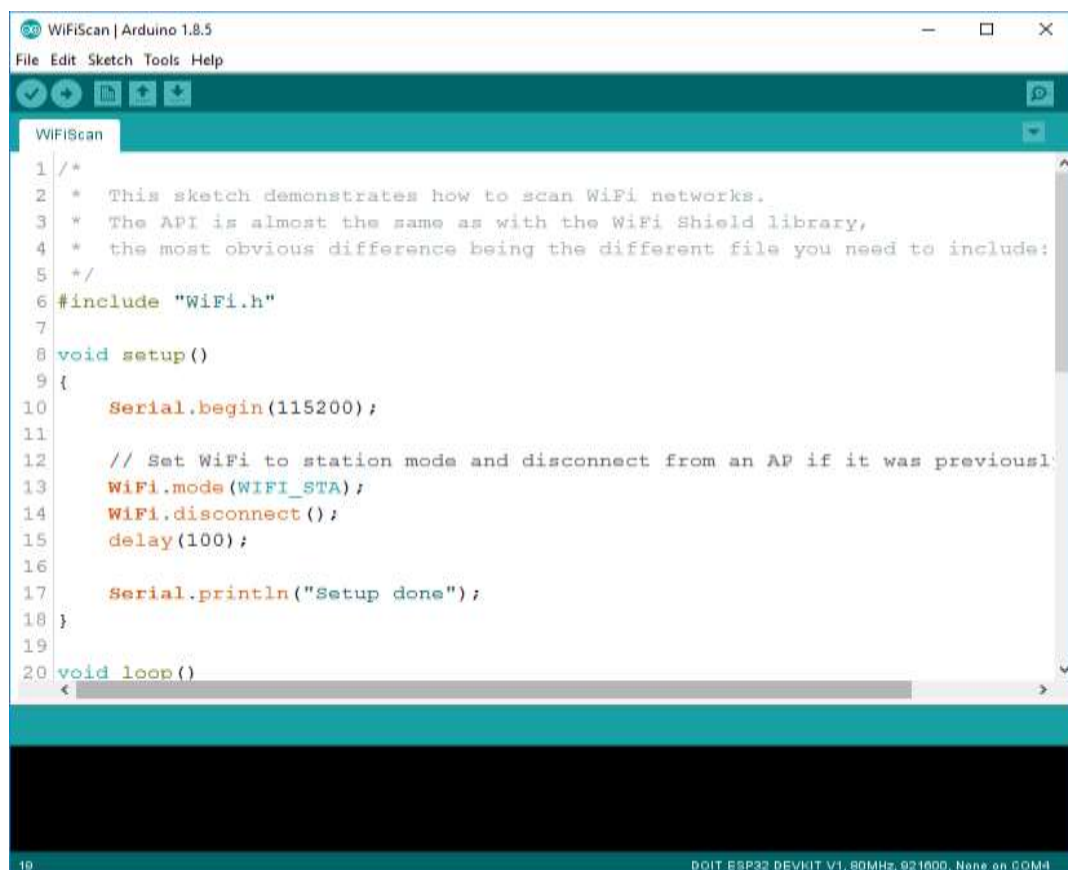 WiFiScan | Arduino 1.8.5
File Edit Sketch Tools Help
WiFiScan
1 /*
2  *  This sketch demonstrates how to scan WiFi networks.
3  *  The API is almost the same as with the WiFi Shield library,
4  *  the most obvious difference being the different file you need to include:
5  */
6 #include "WiFi.h"
7
8 void setup()
9 {
10     Serial.begin(115200);
11
12     // Set WiFi to station mode and disconnect from an AP if it was previousl
13     WiFi.mode(WIFI_STA);
14     WiFi.disconnect();
15     delay(100);
16
17     Serial.println("Setup done");
18 }
19
20 void loop()
19
DOIT ESP32 DEVKIT V1, 80MHz, 921600, None on COM4